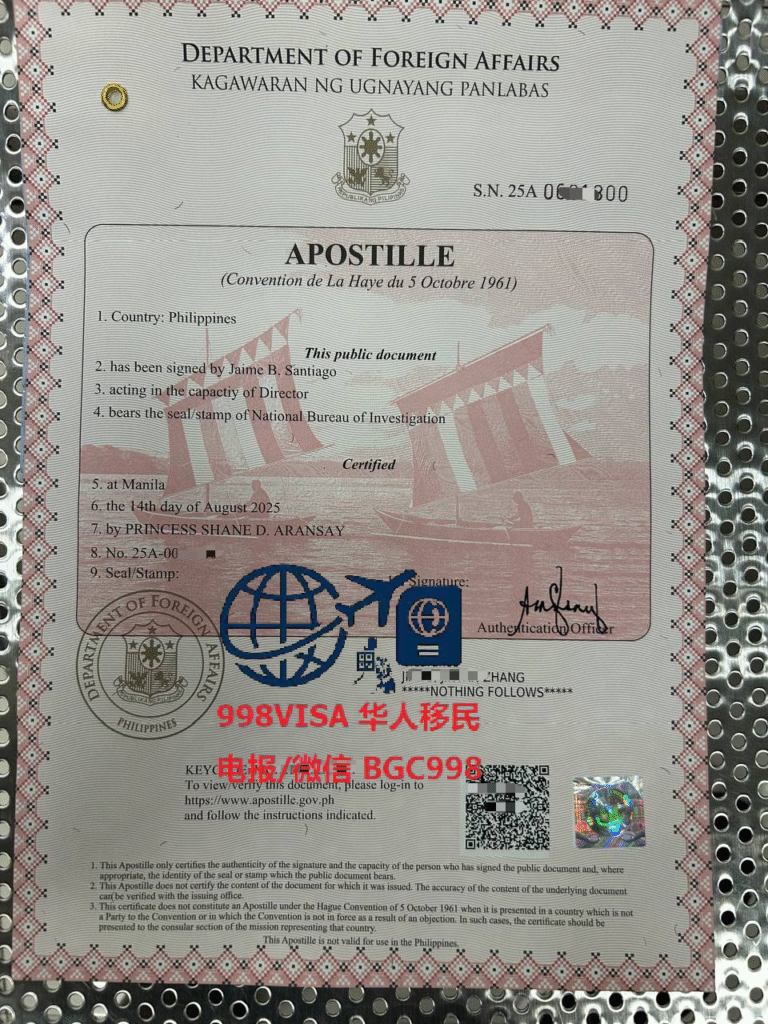 DEPARTMENT OF FOREIGN AFFAIRS
KAGAWARAN NG UGNAYANG PANLABAS
REPUBLIKA NG PILIPINAS
S.N. 25A 800
APOSTILLE
(Convention de La Haye du 5 Octobre 1961)
1. Country: Philippines
This public document
2. has been signed by Jaime B. Santiago
3. acting in the capactiy of Director
4. bears the seal/stamp of National Bureau of Investigation
Certified
5. at Manila
6. the 14th day of August 2025
7. by PRINCESS SHANE D. ARANSAY
8. No. 25A-00
9. Seal/Stamp:
Signature:
Authentication Officer
DEPARTMENT OF FOREIGN AFFAIRS
PHILIPPINES
ZHANG
*****NOTHING FOLLOWS*****
998VISA 华人移民
电报/微信 BGC998
To view/verify this document, please log-in to
https://www.apostille.gov.ph
and follow the instructions indicated.
1. This Apostille only certifies the authenticity of the signature and the capacity of the person who has signed the public document and, where
appropriate, the identity of the seal or stamp which the public document bears.
2. This Apostille does not certify the content of the document for which it was issued. The accuracy of the content of the underlying document
can be verified with the issuing office.
3. This certificate does not constitute an Apostille under the Hague Convention of 5 October 1961 when it is presented in a country which is not
a Party to the Convention or in which the Convention is not in force as a result of an objection. In such cases, the certificate should be
presented to the consular section of the mission representing that country.
This Apostille is not valid for use in the Philippines.